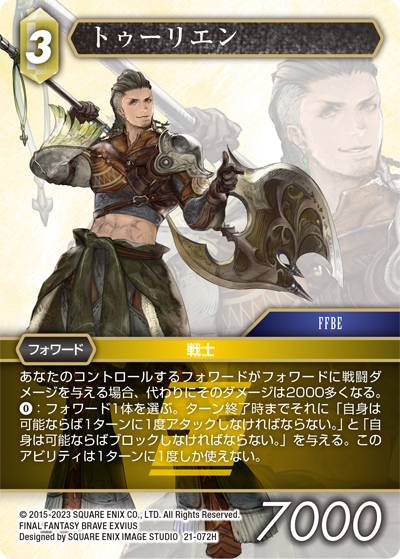 3
トゥーリエン
FFBE
フォワード
戦士
あなたのコントロールするフォワードがフォワードに戦闘ダ
メージを与える場合、代わりにそのダメージは2000多くなる。
0：フォワード1体を選ぶ。ターン終了時までそれに「自身は
可能ならば1ターンに1度アタックしなければならない。」と「自
身は可能ならばブロックしなければならない。」を与える。この
アビリティは1ターンに1度しか使えない。
© 2015-2023 SQUARE ENIX CO., LTD. All Rights Reserved.
FINAL FANTASY BRAVE EXVIUS
Designed by SQUARE ENIX IMAGE STUDIO 21-072H
7000